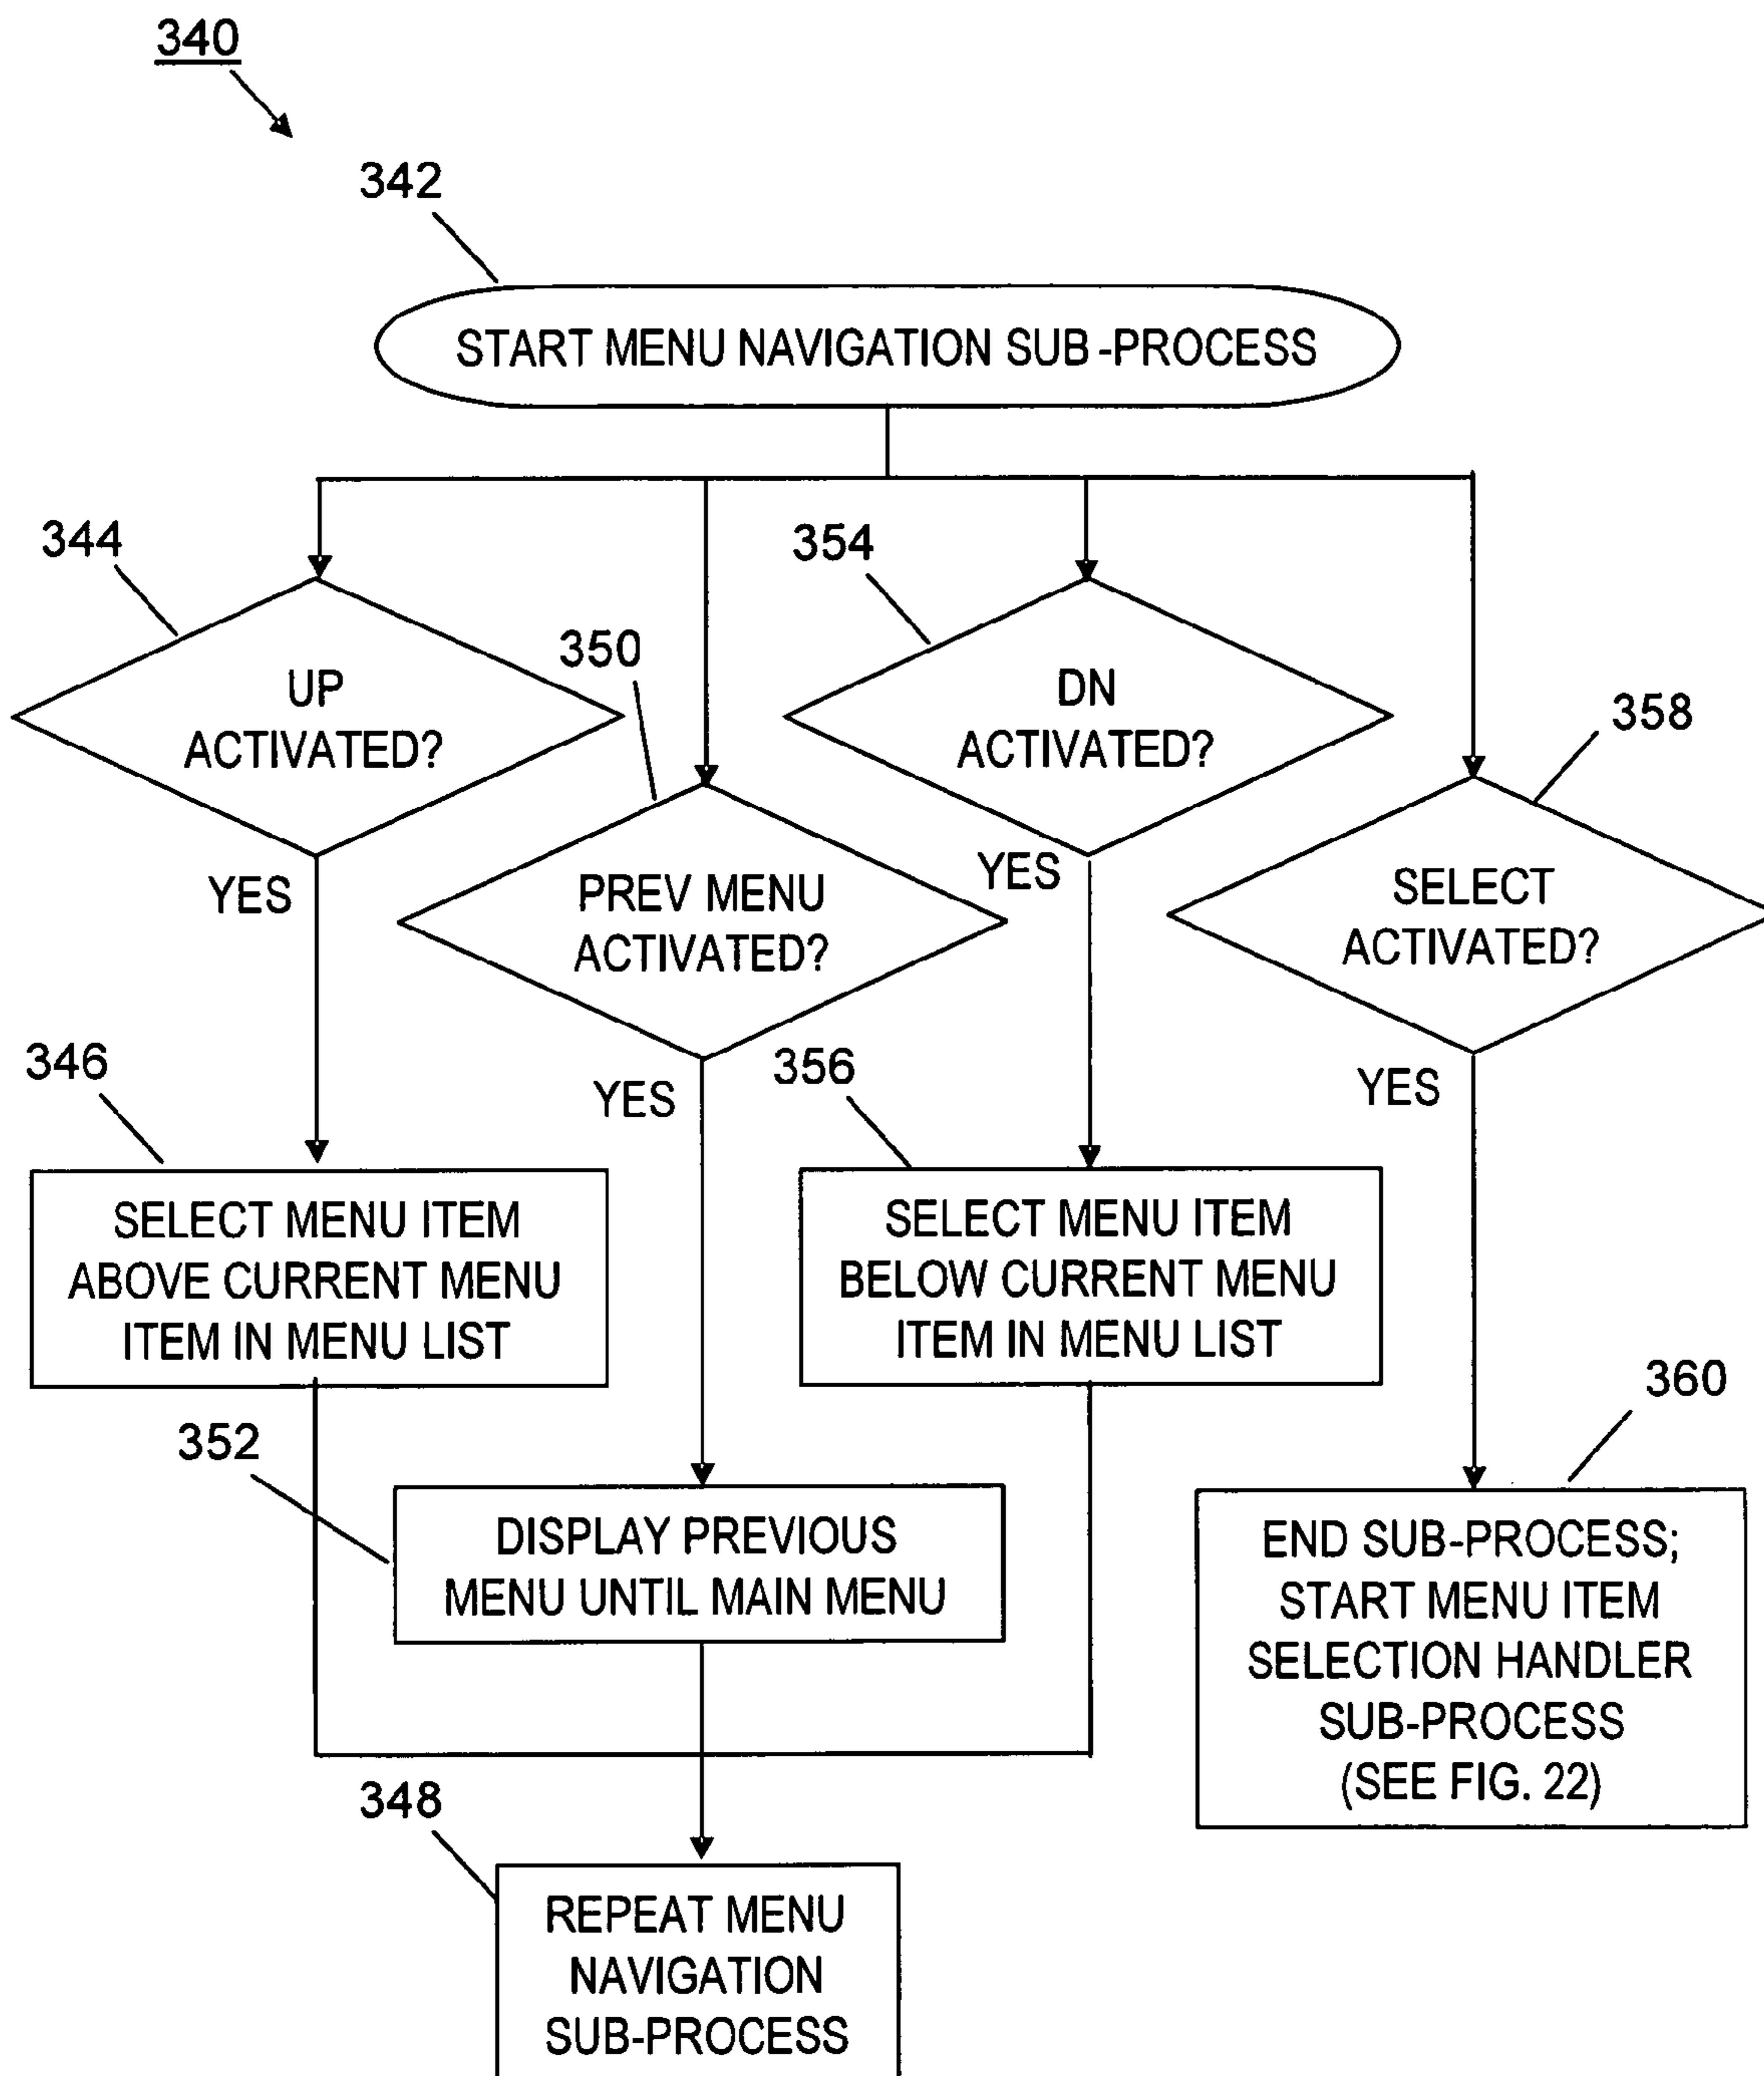 340
342
START MENU NAVIGATION SUB-PROCESS
344
UP
ACTIVATED?
YES
350
PREV MENU
ACTIVATED?
YES
354
DN
ACTIVATED?
YES
358
SELECT
ACTIVATED?
YES
346
SELECT MENU ITEM
ABOVE CURRENT MENU
ITEM IN MENU LIST
356
SELECT MENU ITEM
BELOW CURRENT MENU
ITEM IN MENU LIST
352
DISPLAY PREVIOUS
MENU UNTIL MAIN MENU
360
END SUB-PROCESS;
START MENU ITEM
SELECTION HANDLER
SUB-PROCESS
(SEE FIG. 22)
348
REPEAT MENU
NAVIGATION
SUB-PROCESS